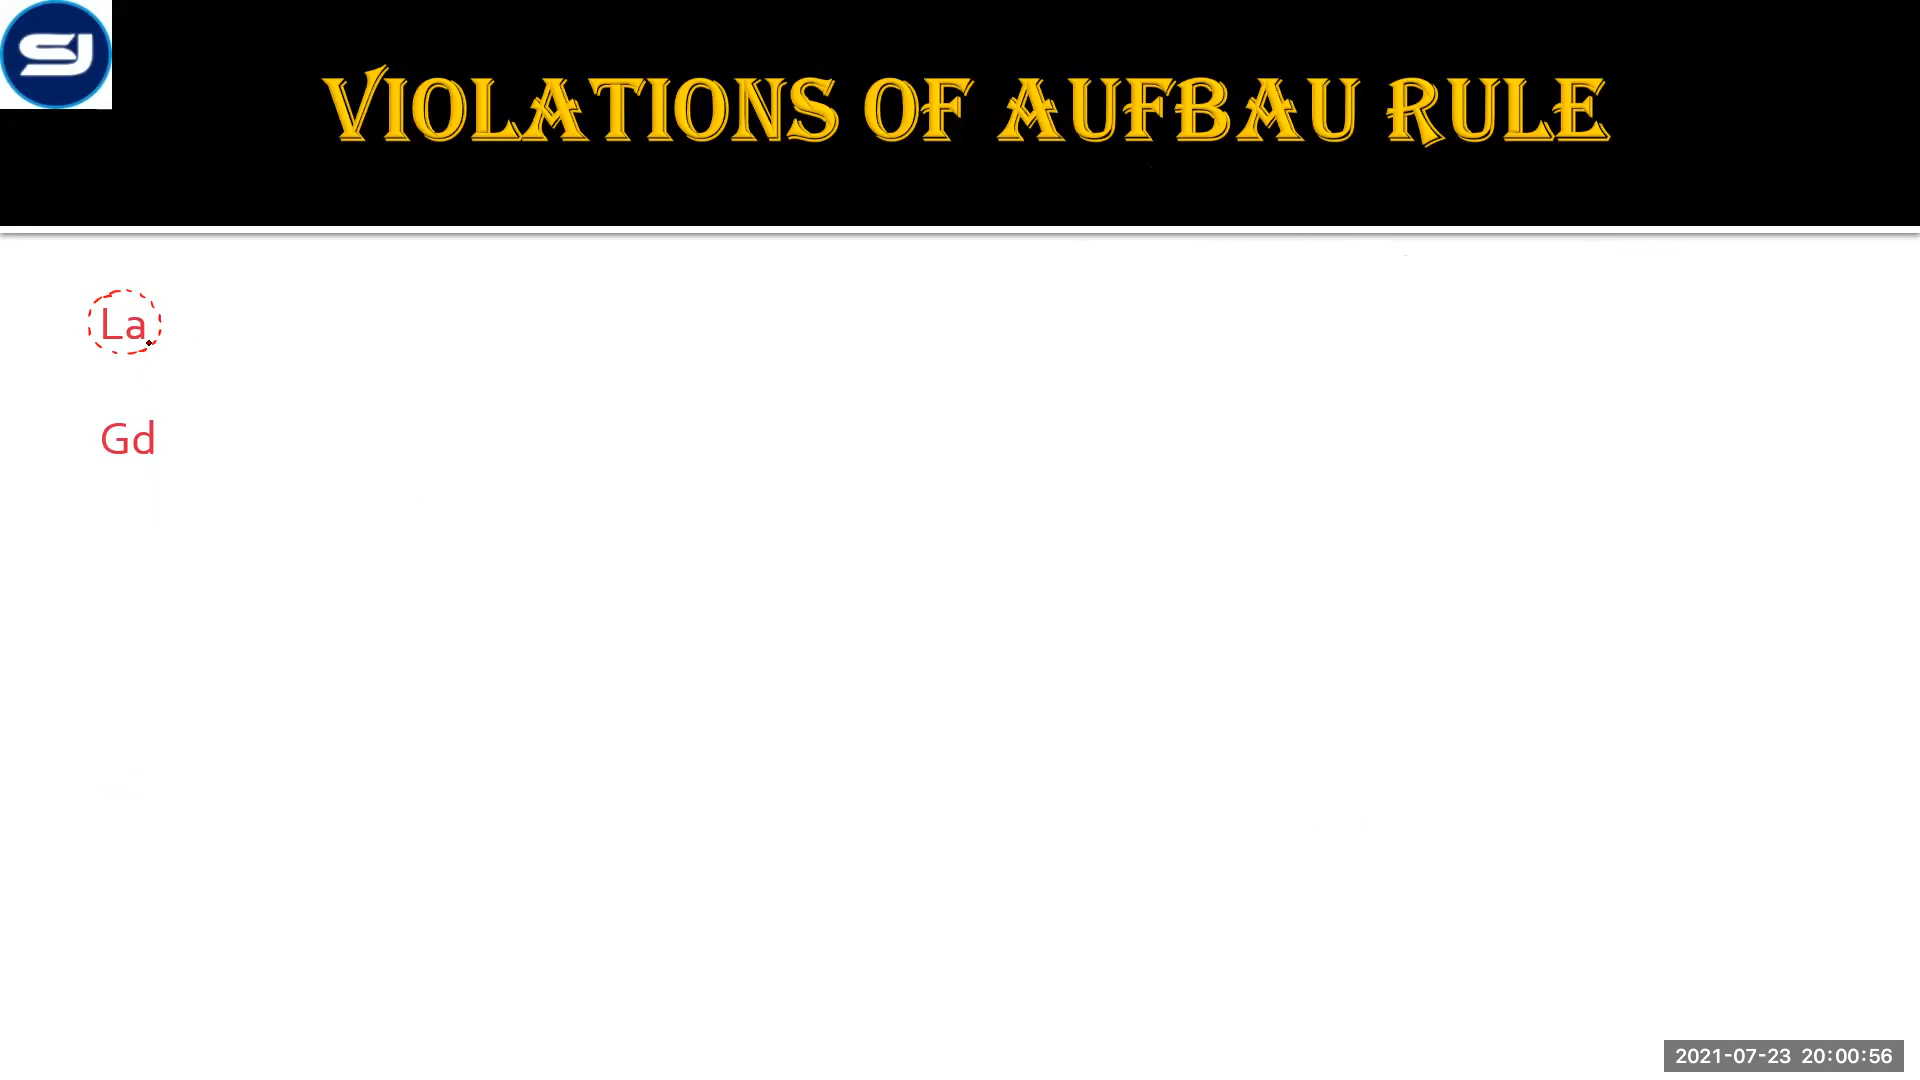 SJ
VIOLATIONS OF AUFBAU RULE
La
Gd
2021-07-23 20:00:56